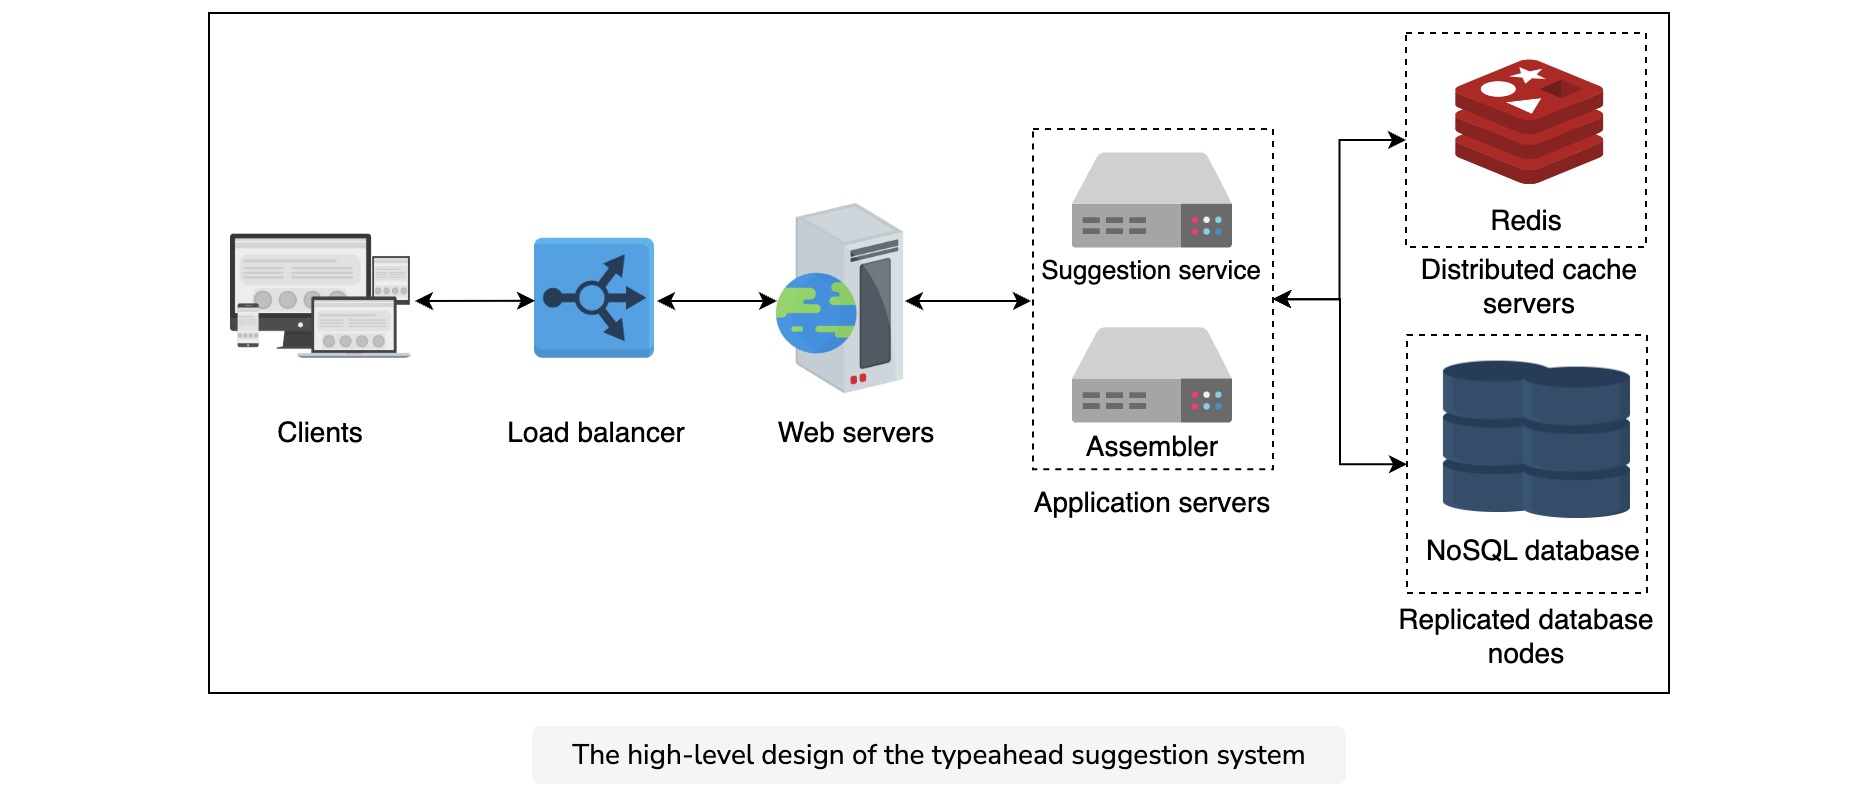 Clients
Load balancer
Web servers
Suggestion service
Assembler
Application servers
Redis
Distributed cache
servers
NoSQL database
Replicated database
nodes
The high-level design of the typeahead suggestion system